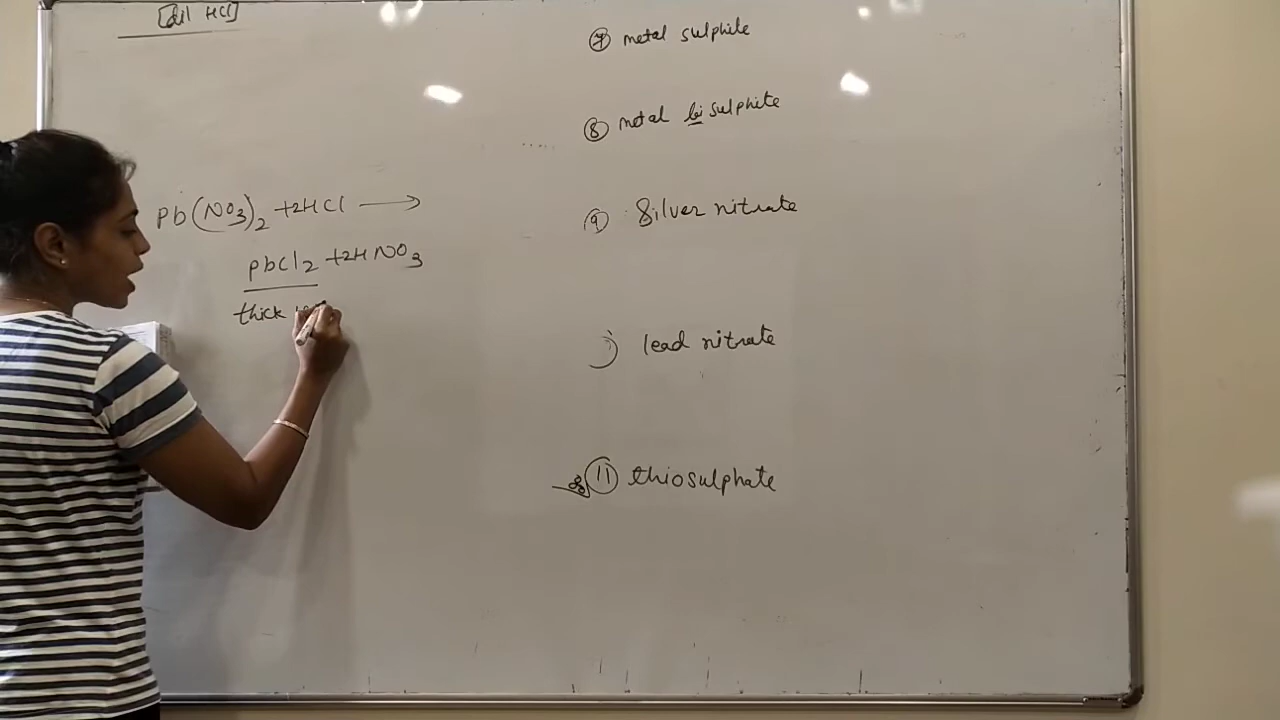 [dil HCl]
Pb(NO3)2 +2HCl ⟶
PbCl2 +2HNO3
thick
⑦ metal sulphite
⑧ metal bisulphite
⑨ Silver nitrate
lead nitrate
⑪ thiosulphate